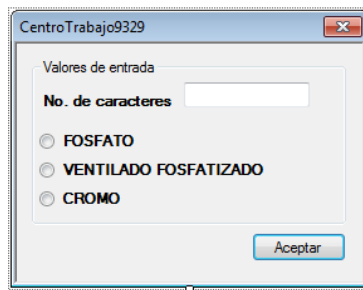 CentroTrabajo9329
Valores de entrada
No. de caracteres
FOSFATO
VENTILADO FOSFATIZADO
CROMO
Aceptar